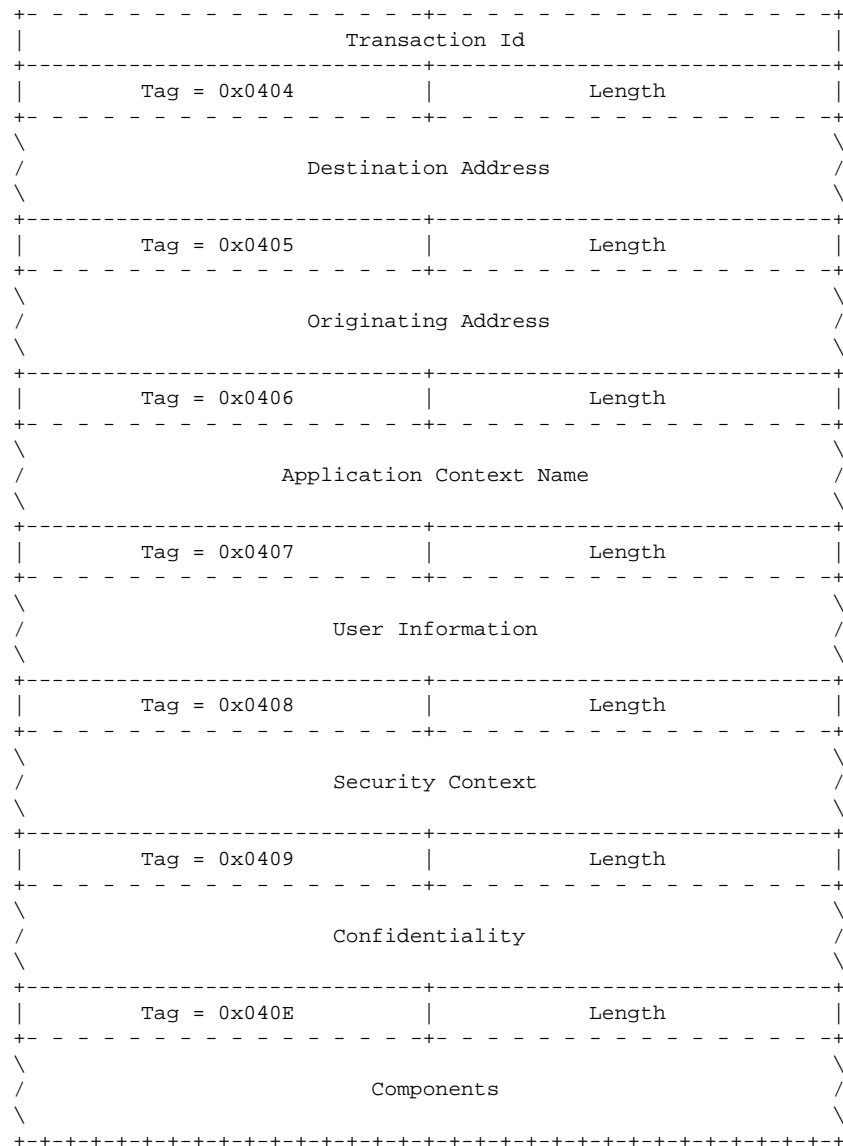 +- - - - - - - - - - - - - - - -+- - - - - - - - - - - - - - - -+
|                         Transaction Id                        |
+-------------------------------+-------------------------------+
|         Tag = 0x0404          |            Length             |
+- - - - - - - - - - - - - - - -+- - - - - - - - - - - - - - - -+
\                                                               \
/                      Destination Address                      /
\                                                               \
+-------------------------------+-------------------------------+
|         Tag = 0x0405          |            Length             |
+- - - - - - - - - - - - - - - -+- - - - - - - - - - - - - - - -+
\                                                               \
/                      Originating Address                      /
\                                                               \
+-------------------------------+-------------------------------+
|         Tag = 0x0406          |            Length             |
+- - - - - - - - - - - - - - - -+- - - - - - - - - - - - - - - -+
\                                                               \
/                    Application Context Name                   /
\                                                               \
+-------------------------------+-------------------------------+
|         Tag = 0x0407          |            Length             |
+- - - - - - - - - - - - - - - -+- - - - - - - - - - - - - - - -+
\                                                               \
/                        User Information                       /
\                                                               \
+-------------------------------+-------------------------------+
|         Tag = 0x0408          |            Length             |
+- - - - - - - - - - - - - - - -+- - - - - - - - - - - - - - - -+
\                                                               \
/                        Security Context                       /
\                                                               \
+-------------------------------+-------------------------------+
|         Tag = 0x0409          |            Length             |
+- - - - - - - - - - - - - - - -+- - - - - - - - - - - - - - - -+
\                                                               \
/                        Confidentiality                        /
\                                                               \
+-------------------------------+-------------------------------+
|         Tag = 0x040E          |            Length             |
+- - - - - - - - - - - - - - - -+- - - - - - - - - - - - - - - -+
\                                                               \
/                           Components                          /
\                                                               \
+-+-+-+-+-+-+-+-+-+-+-+-+-+-+-+-+-+-+-+-+-+-+-+-+-+-+-+-+-+-+-+-+